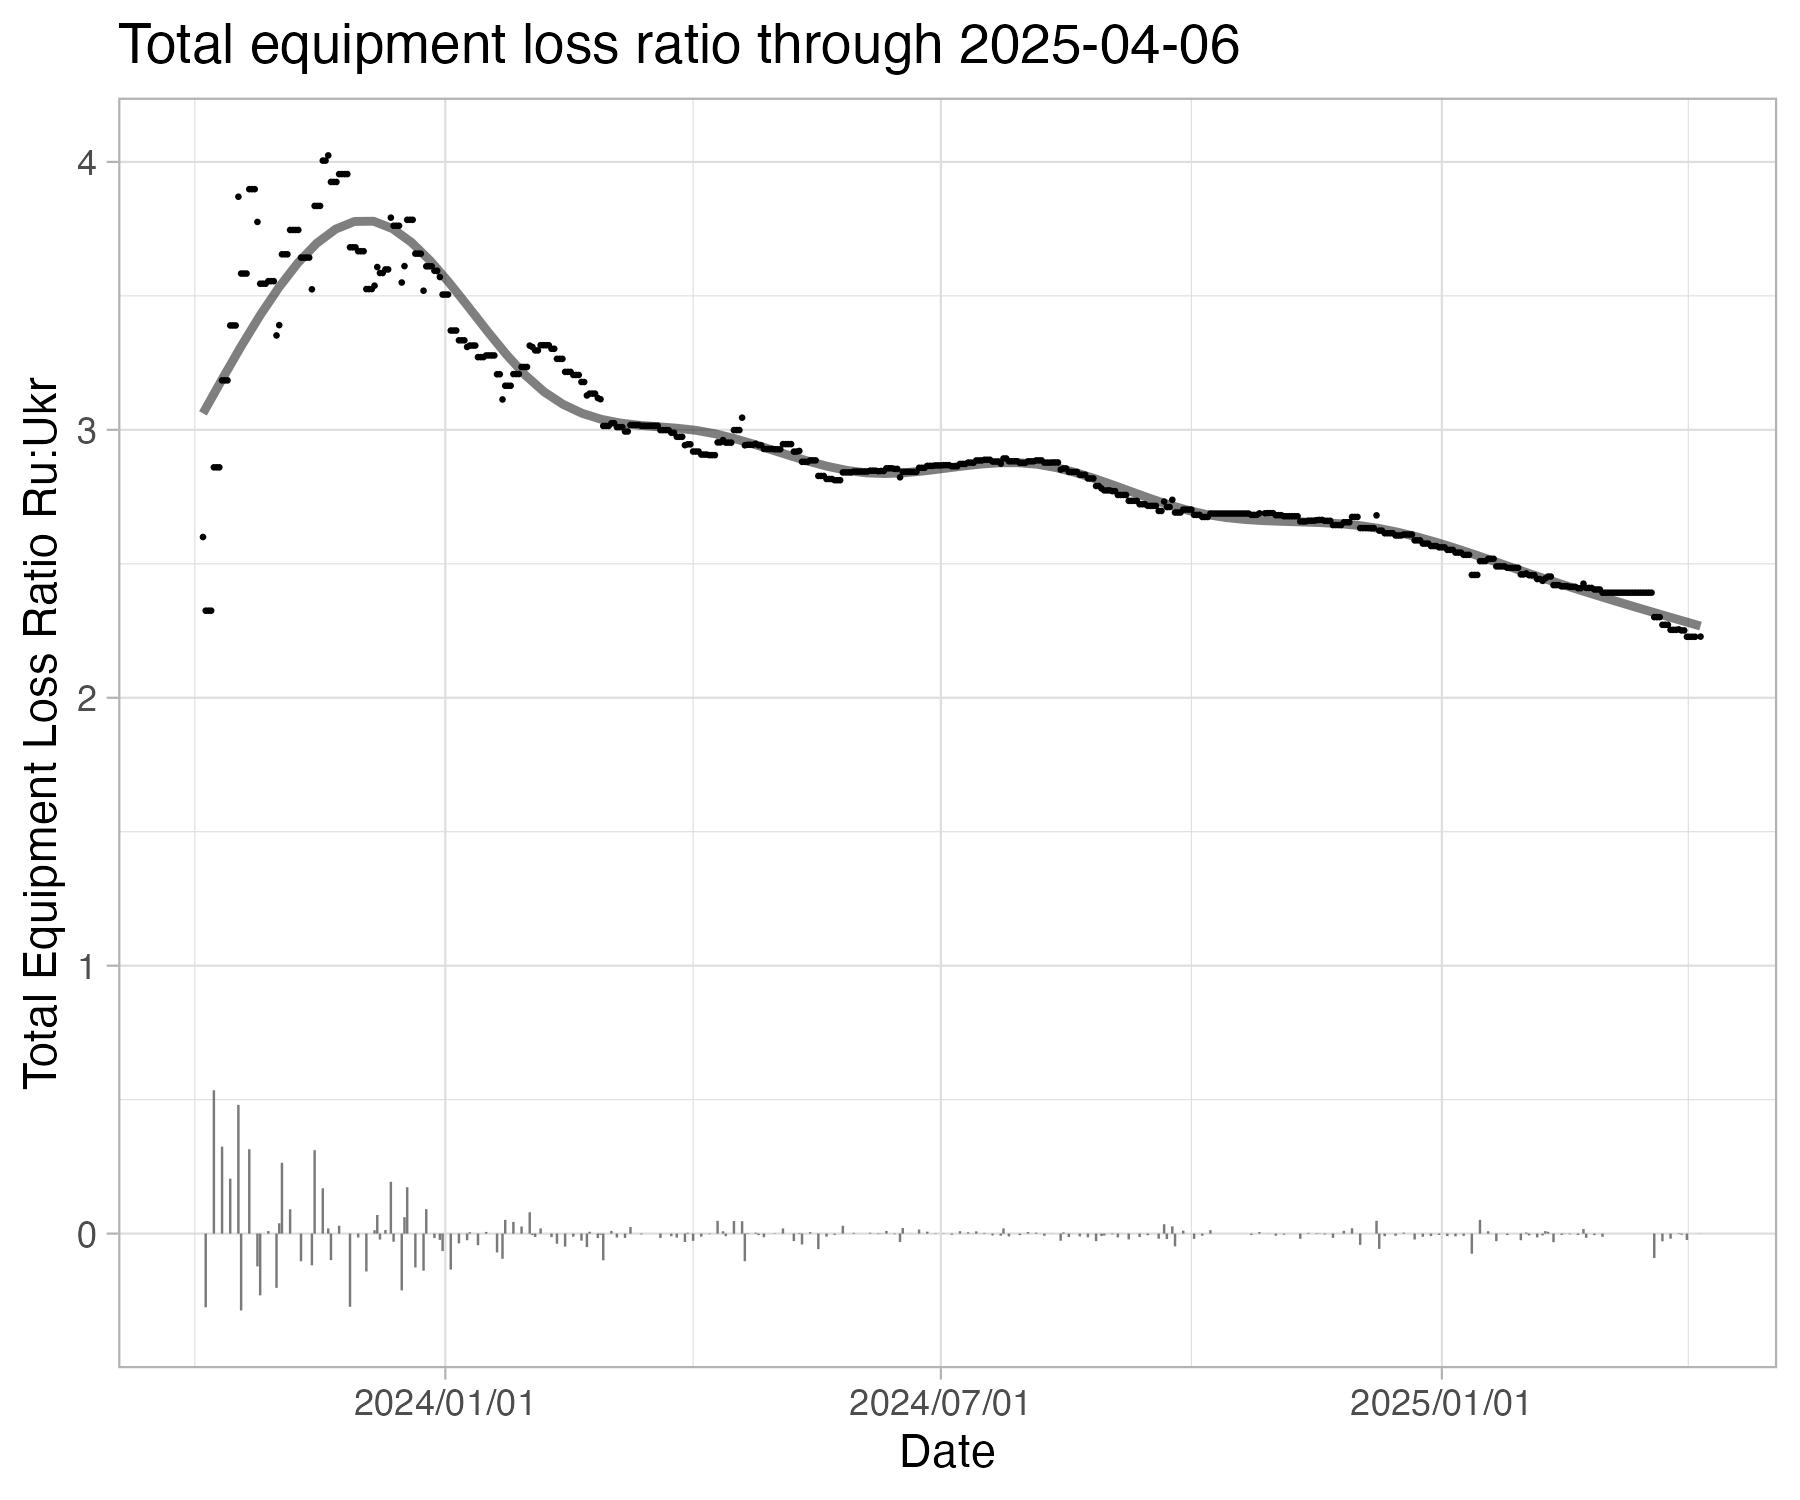 Total equipment loss ratio through 2025-04-06
Total Equipment Loss Ratio Ru:Ukr
4
3
2
1
0
2024/01/01
2024/07/01
2025/01/01
Date